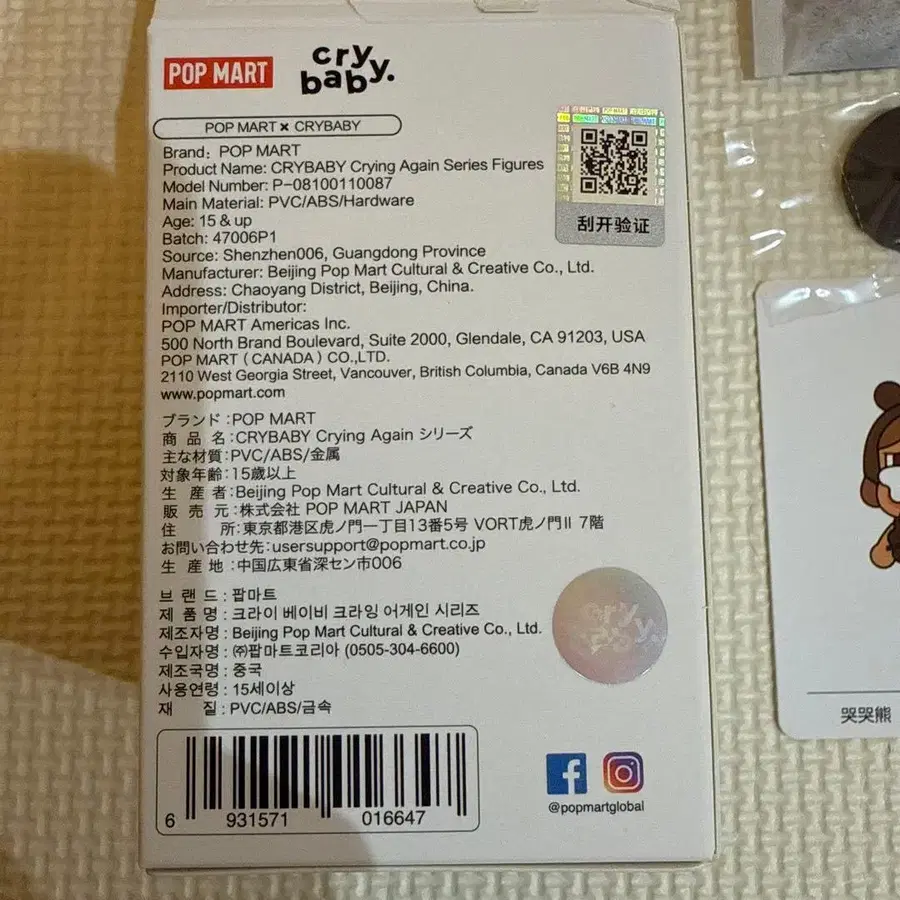 POP MART
cry
baby.
POP MART × CRYBABY
Brand: POP MART
Product Name: CRYBABY Crying Again Series Figures
Model Number: P-08100110087
Main Material: PVC/ABS/Hardware
Age: 15 & up
Batch: 47006P1
Source: Shenzhen006, Guangdong Province
Manufacturer: Beijing Pop Mart Cultural & Creative Co., Ltd.
Address: Chaoyang District, Beijing, China.
Importer/Distributor:
POP MART Americas Inc.
500 North Brand Boulevard, Suite 2000, Glendale, CA 91203, USA
POP MART (CANADA) CO.,LTD.
2110 West Georgia Street, Vancouver, British Columbia, Canada V6B 4N9
www.popmart.com
刮开验证
ブランド:POP MART
商 品 名:CRYBABY Crying Again シリーズ
主な材質:PVC/ABS/金属
対象年齢:15歳以上
生 産 者:Beijing Pop Mart Cultural & Creative Co., Ltd.
販 売 元:株式会社 POP MART JAPAN
住 所:東京都港区虎ノ門一丁目13番5号 VORT虎ノ門II 7階
お問い合わせ先:usersupport@popmart.co.jp
生 産 地:中国広東省深セン市006
브 랜 드 : 팝마트
제 품 명 : 크라이 베이비 크라잉 어게인 시리즈
제조자명 : Beijing Pop Mart Cultural & Creative Co., Ltd.
수입자명 : ㈜팝마트코리아 (0505-304-6600)
제조국명 : 중국
사용연령 : 15세이상
재 질 : PVC/ABS/금속
cry
baby.
6 931571 016647
@popmartglobal
哭哭熊